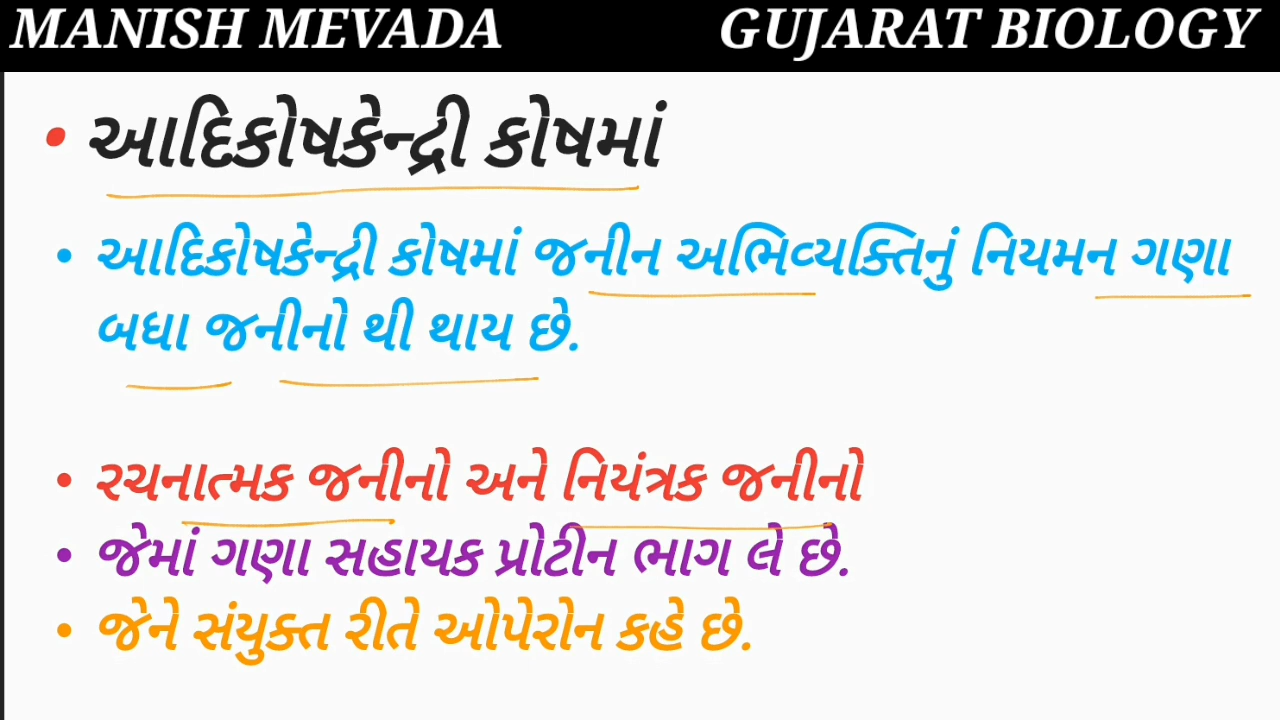 MANISH MEVADA GUJARAT BIOLOGY
• આદિકોષકેન્દ્રી કોષમાં
• આદિકોષકેન્દ્રી કોષમાં જનીન અભિવ્યક્તિનું નિયમન ગણા
બધા જનીનો થી થાય છે.
• રચનાત્મક જનીનો અને નિયંત્રક જનીનો
• જેમાં ગણા સહાયક પ્રોટીન ભાગ લે છે.
• જેને સંયુક્ત રીતે ઓપેરોન કહે છે.